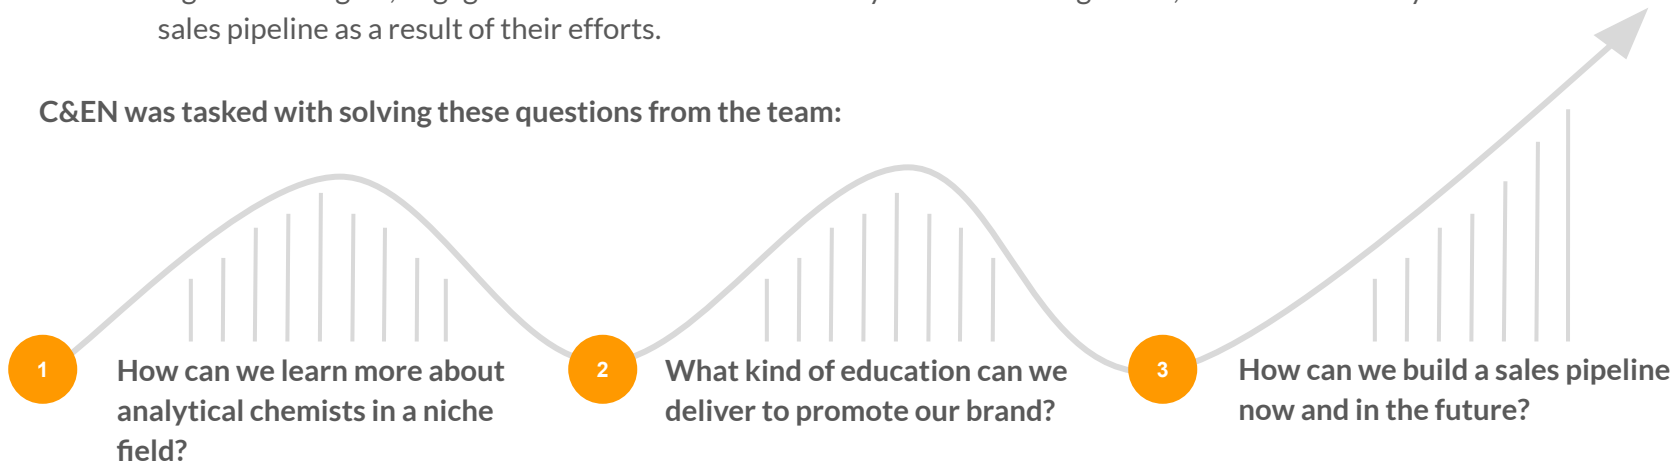 sales pipeline as a result of their efforts.
C&EN was tasked with solving these questions from the team:
1
How can we learn more about
analytical chemists in a niche
field?
2
What kind of education can we
deliver to promote our brand?
3
How can we build a sales pipeline
now and in the future?